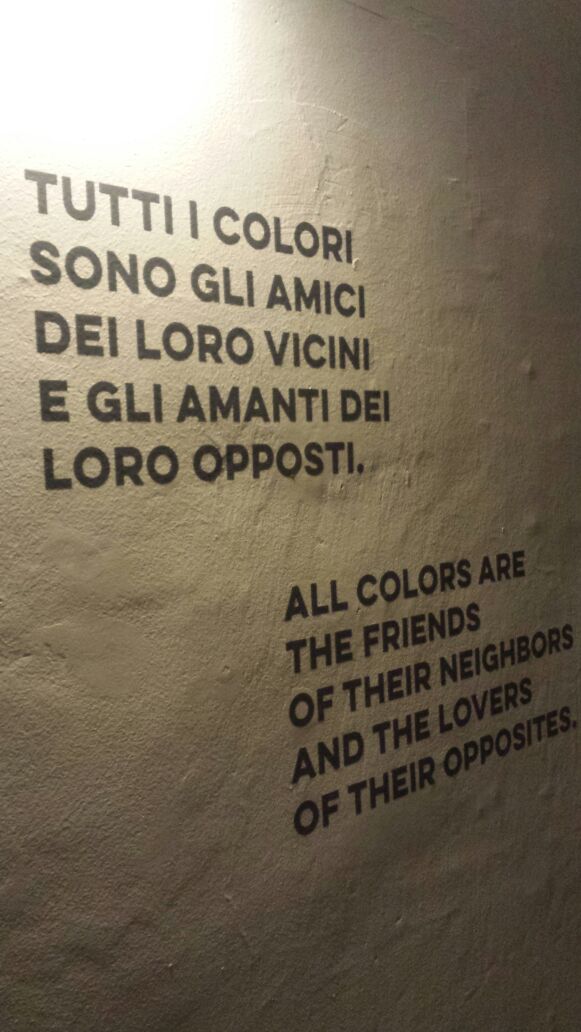 TUTTI I COLORI
SONO GLI AMICI
DEI LORO VICINI
E GLI AMANTI DEI
LORO OPPOSTI.
ALL COLORS ARE
THE FRIENDS
OF THEIR NEIGHBORS
AND THE LOVERS
OF THEIR OPPOSITES.